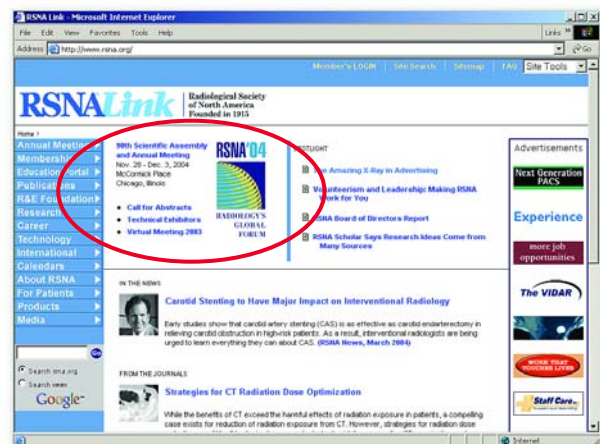 RSNA Link - Microsoft Internet Explorer
File Edit View Favorites Tools Help
Links »
Address http://www.rsna.org/
Go
Member's LOGIN | Site Search | Sitemap | FAQ Site Tools
RSNALink
Radiological Society
of North America
Founded in 1915
Home >
Annual Meeting
Membership
Education Portal
Publications
R&E Foundation
Research
Career
Technology
International
Calendars
About RSNA
For Patients
Products
Media
Go
Search rsna.org
Search www
Google
90th Scientific Assembly
and Annual Meeting
Nov. 28 - Dec. 3, 2004
McCormick Place
Chicago, Illinois
• Call for Abstracts
• Technical Exhibitors
• Virtual Meeting 2003
RSNA'04
RADIOLOGY'S
GLOBAL
FORUM
The Amazing X-Ray in Advertising
Volunteerism and Leadership: Making RSNA
Work for You
RSNA Board of Directors Report
RSNA Scholar Says Research Ideas Come from
Many Sources
IN THE NEWS
Carotid Stenting to Have Major Impact on Interventional Radiology
Early studies show that carotid artery stenting (CAS) is as effective as carotid endarterectomy in
relieving carotid obstruction in high-risk patients. As a result, interventional radiologists are being
urged to learn everything they can about CAS. (RSNA News, March 2004)
FROM THE JOURNALS
Strategies for CT Radiation Dose Optimization
While the benefits of CT exceed the harmful effects of radiation exposure in patients, a compelling
case exists for reduction of radiation exposure from CT. However, strategies for radiation dose
Advertisements
Next Generation
PACS
Experience
more job
opportunities
The VIDAR
WORK THAT
TOUCHES LIVES
Staff Care
Internet